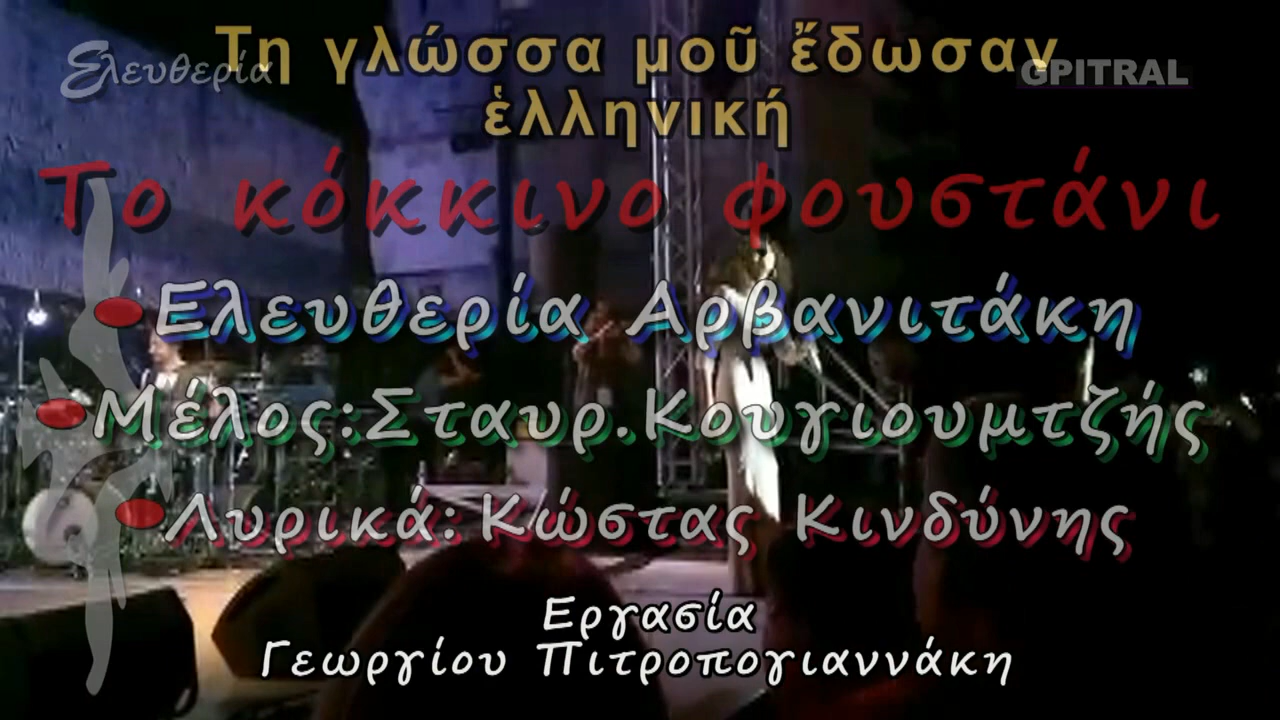 Τη γλώσσα μοῦ ἔδωσαν
Ελευθερία
GPITRAL
ἑλληνική
Το κόκκινο φουστάνι
Ελευθερία Αρβανιτάκη
Μέλος:Σταυρ.Κουγιουμτζής
Λυρικά: Κώστας Κινδύνης
Εργασία
Γεωργίου Πιτροπογιαννάκη